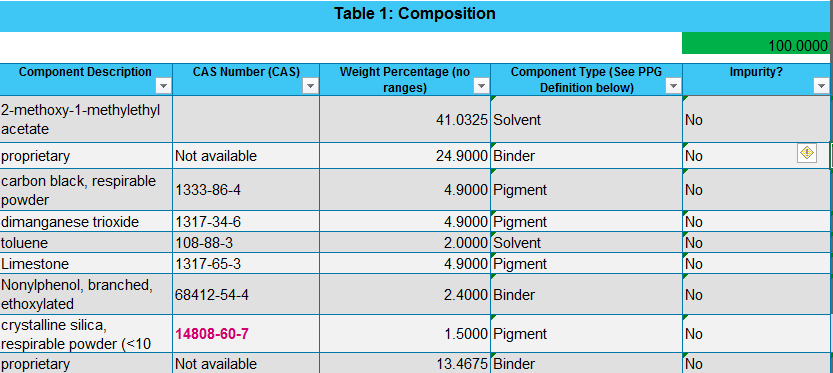 Table 1: Composition
100.0000
Component Description CAS Number (CAS) Weight Percentage (no ranges) Component Type (See PPG Definition below) Impurity?
2-methoxy-1-methylethyl acetate 41.0325 Solvent No
proprietary Not available 24.9000 Binder No
carbon black, respirable powder 1333-86-4 4.9000 Pigment No
dimanganese trioxide 1317-34-6 4.9000 Pigment No
toluene 108-88-3 2.0000 Solvent No
Limestone 1317-65-3 4.9000 Pigment No
Nonylphenol, branched, ethoxylated 68412-54-4 2.4000 Binder No
crystalline silica, respirable powder (<10 14808-60-7 1.5000 Pigment No
proprietary Not available 13.4675 Binder No